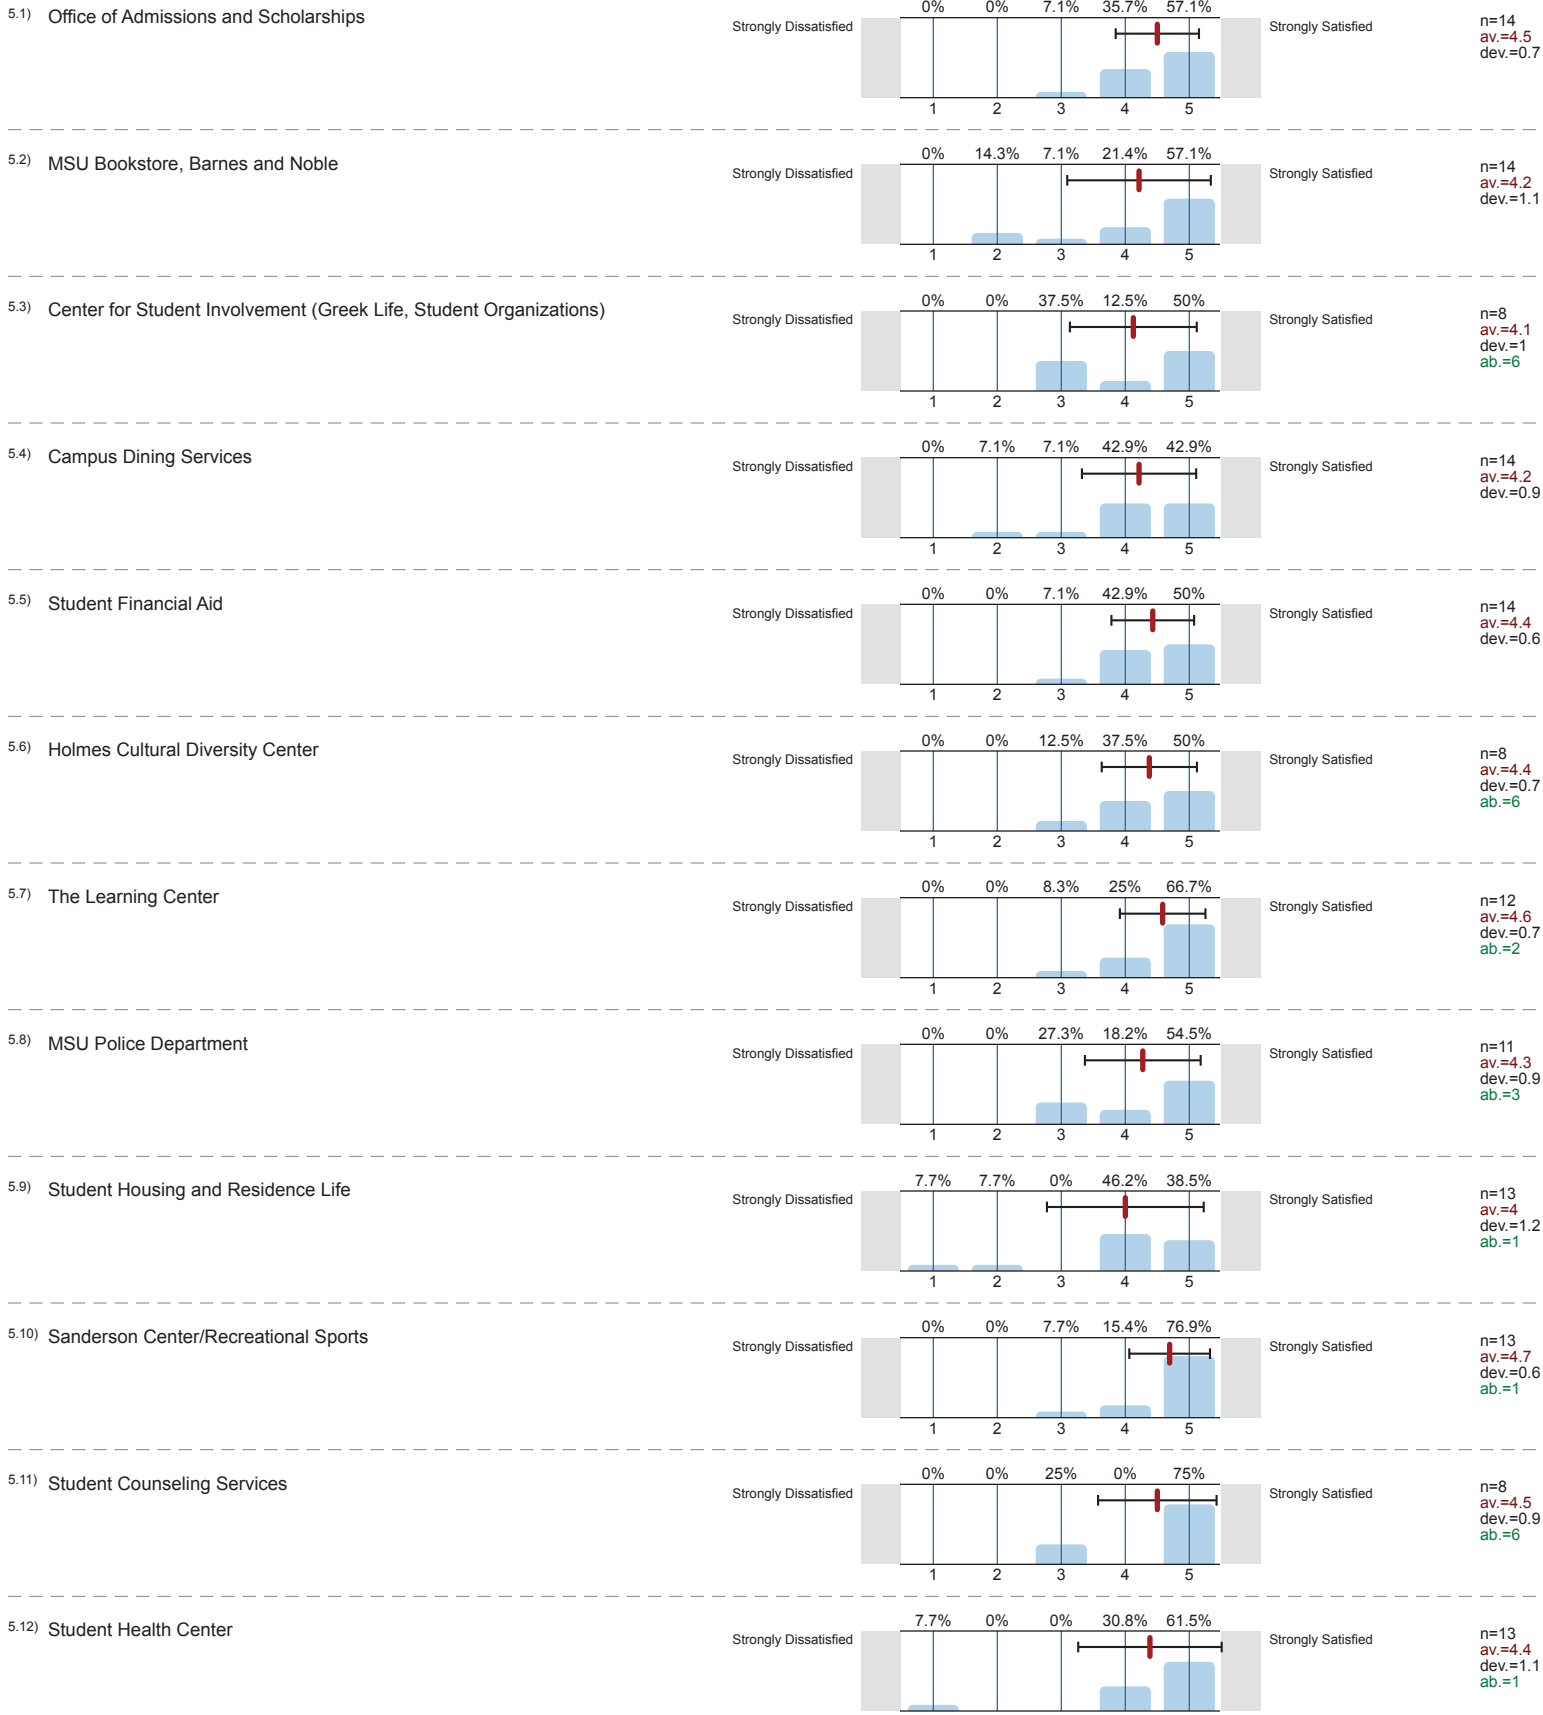 5.1) Office of Admissions and Scholarships
0% 0% 7.1% 35.7% 57.1%
Strongly Dissatisfied Strongly Satisfied
n=14
av.=4.5
dev.=0.7
1 2 3 4 5
5.2) MSU Bookstore, Barnes and Noble
0% 14.3% 7.1% 21.4% 57.1%
Strongly Dissatisfied Strongly Satisfied
n=14
av.=4.2
dev.=1.1
1 2 3 4 5
5.3) Center for Student Involvement (Greek Life, Student Organizations)
0% 0% 37.5% 12.5% 50%
Strongly Dissatisfied Strongly Satisfied
n=8
av.=4.1
dev.=1
ab.=6
1 2 3 4 5
5.4) Campus Dining Services
0% 7.1% 7.1% 42.9% 42.9%
Strongly Dissatisfied Strongly Satisfied
n=14
av.=4.2
dev.=0.9
1 2 3 4 5
5.5) Student Financial Aid
0% 0% 7.1% 42.9% 50%
Strongly Dissatisfied Strongly Satisfied
n=14
av.=4.4
dev.=0.6
1 2 3 4 5
5.6) Holmes Cultural Diversity Center
0% 0% 12.5% 37.5% 50%
Strongly Dissatisfied Strongly Satisfied
n=8
av.=4.4
dev.=0.7
ab.=6
1 2 3 4 5
5.7) The Learning Center
0% 0% 8.3% 25% 66.7%
Strongly Dissatisfied Strongly Satisfied
n=12
av.=4.6
dev.=0.7
ab.=2
1 2 3 4 5
5.8) MSU Police Department
0% 0% 27.3% 18.2% 54.5%
Strongly Dissatisfied Strongly Satisfied
n=11
av.=4.3
dev.=0.9
ab.=3
1 2 3 4 5
5.9) Student Housing and Residence Life
7.7% 7.7% 0% 46.2% 38.5%
Strongly Dissatisfied Strongly Satisfied
n=13
av.=4
dev.=1.2
ab.=1
1 2 3 4 5
5.10) Sanderson Center/Recreational Sports
0% 0% 7.7% 15.4% 76.9%
Strongly Dissatisfied Strongly Satisfied
n=13
av.=4.7
dev.=0.6
ab.=1
1 2 3 4 5
5.11) Student Counseling Services
0% 0% 25% 0% 75%
Strongly Dissatisfied Strongly Satisfied
n=8
av.=4.5
dev.=0.9
ab.=6
1 2 3 4 5
5.12) Student Health Center
7.7% 0% 0% 30.8% 61.5%
Strongly Dissatisfied Strongly Satisfied
n=13
av.=4.4
dev.=1.1
ab.=1